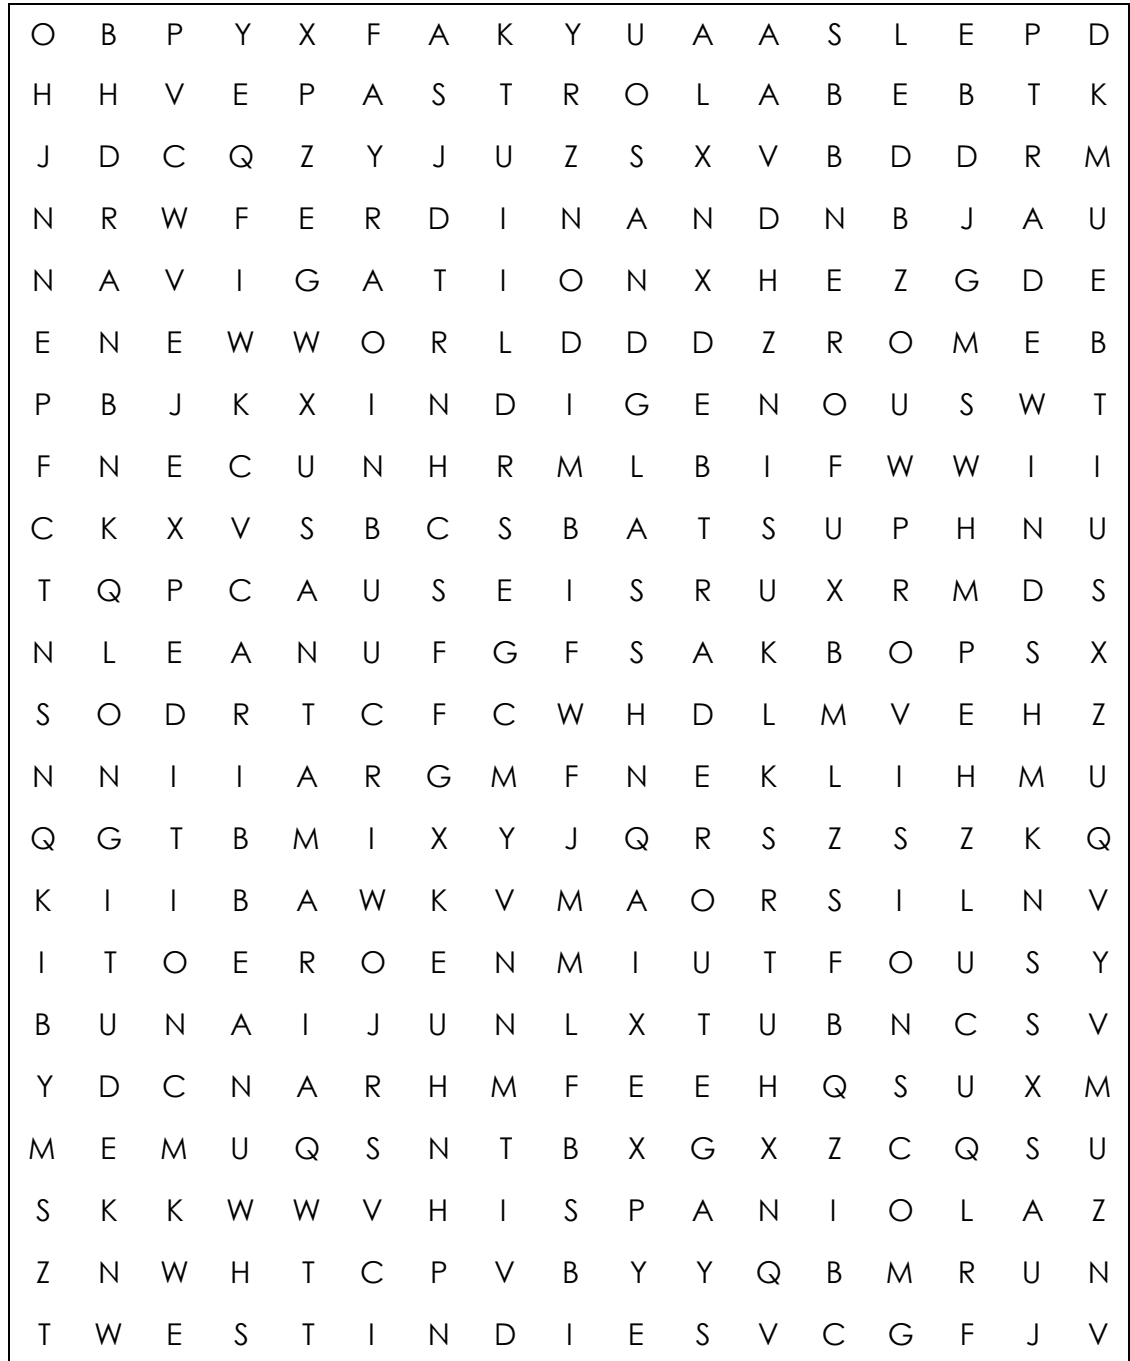 O B P Y X F A K Y U A A S L E P D
H H V E P A S T R O L A B E B T K
J D C Q Z Y J U Z S X V B D D R M
N R W F E R D I N A N D N B J A U
N A V I G A T I O N X H E Z G D E
E N E W W O R L D D D Z R O M E B
P B J K X I N D I G E N O U S W T
F N E C U N H R M L B I F W W I I
C K X V S B C S B A T S U P H N U
T Q P C A U S E I S R U X R M D S
N L E A N U F G F S A K B O P S X
S O D R T C F C W H D L M V E H Z
N N I I A R G M F N E K L I H M U
Q G T B M I X Y J Q R S Z S Z K Q
K I I B A W K V M A O R S I L N V
I T O E R O E N M I U T F O U S Y
B U N A I J U N L X T U B N C S V
Y D C N A R H M F E E H Q S U X M
M E M U Q S N T B X G X Z C Q S U
S K K W W V H I S P A N I O L A Z
Z N W H T C P V B Y Y Q B M R U N
T W E S T I N D I E S V C G F J V